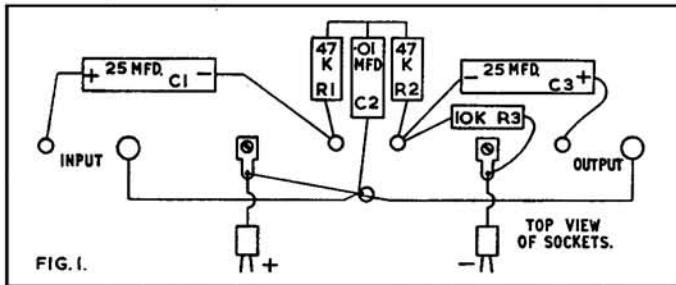 47 K R1
.01 MFD C2
47 K R2
+ 25 MFD. C1 -
- 25 MFD. C3 +
10K R3
INPUT
OUTPUT
TOP VIEW OF SOCKETS.
FIG.1.
+
-